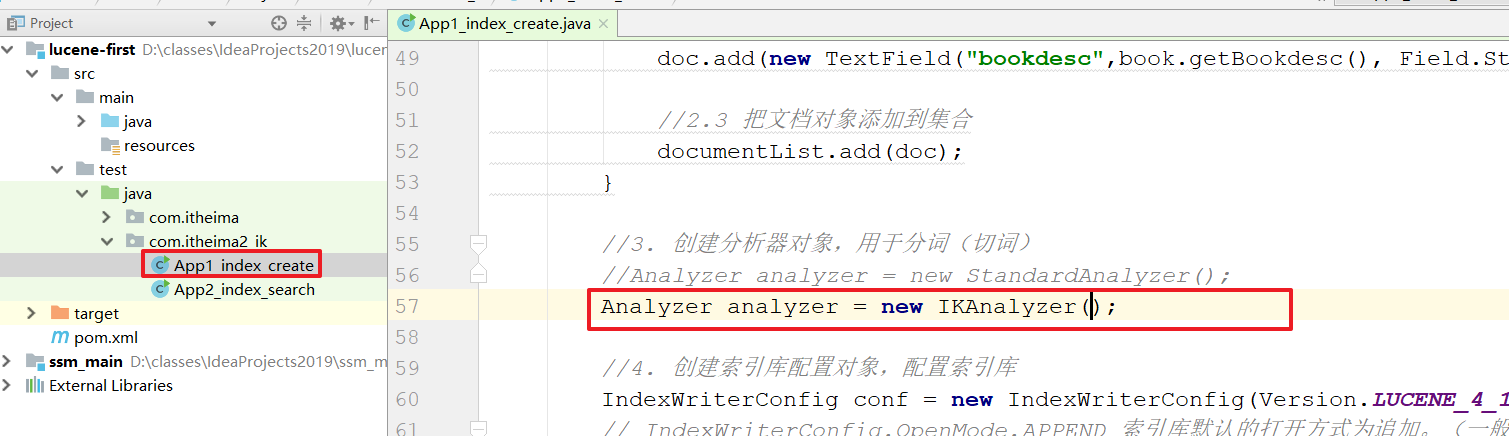 Project
App1_index_create.java
lucene-first D:\classes\IdeaProjects2019\lucen
src
main
java
resources
test
java
com.itheima
com.itheima2_ik
App1_index_create
App2_index_search
target
pom.xml
ssm_main D:\classes\IdeaProjects2019\ssm_m
External Libraries
49 doc.add(new TextField("bookdesc",book.getBookdesc(), Field.St
50
51 //2.3 把文档对象添加到集合
52 documentList.add(doc);
53 }
54
55 //3. 创建分析器对象，用于分词（切词）
56 //Analyzer analyzer = new StandardAnalyzer();
57 Analyzer analyzer = new IKAnalyzer();
58
59 //4. 创建索引库配置对象，配置索引库
60 IndexWriterConfig conf = new IndexWriterConfig(Version.LUCENE_4_1
61 // IndexWriterConfig.OpenMode.APPEND 索引库默认的打开方式为追加。（一般